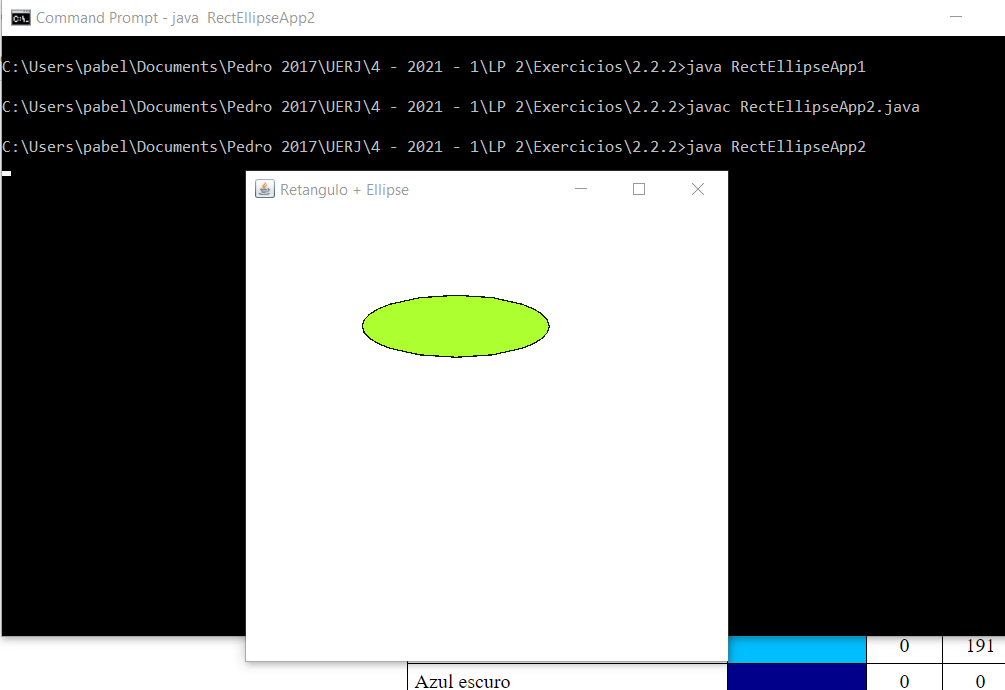 Command Prompt - java  RectEllipseApp2
C:\Users\pabel\Documents\Pedro 2017\UERJ\4 - 2021 - 1\LP 2\Exercicios\2.2.2>java RectEllipseApp1
C:\Users\pabel\Documents\Pedro 2017\UERJ\4 - 2021 - 1\LP 2\Exercicios\2.2.2>javac RectEllipseApp2.java
C:\Users\pabel\Documents\Pedro 2017\UERJ\4 - 2021 - 1\LP 2\Exercicios\2.2.2>java RectEllipseApp2
Retangulo + Ellipse
0 191
Azul escuro 0 0